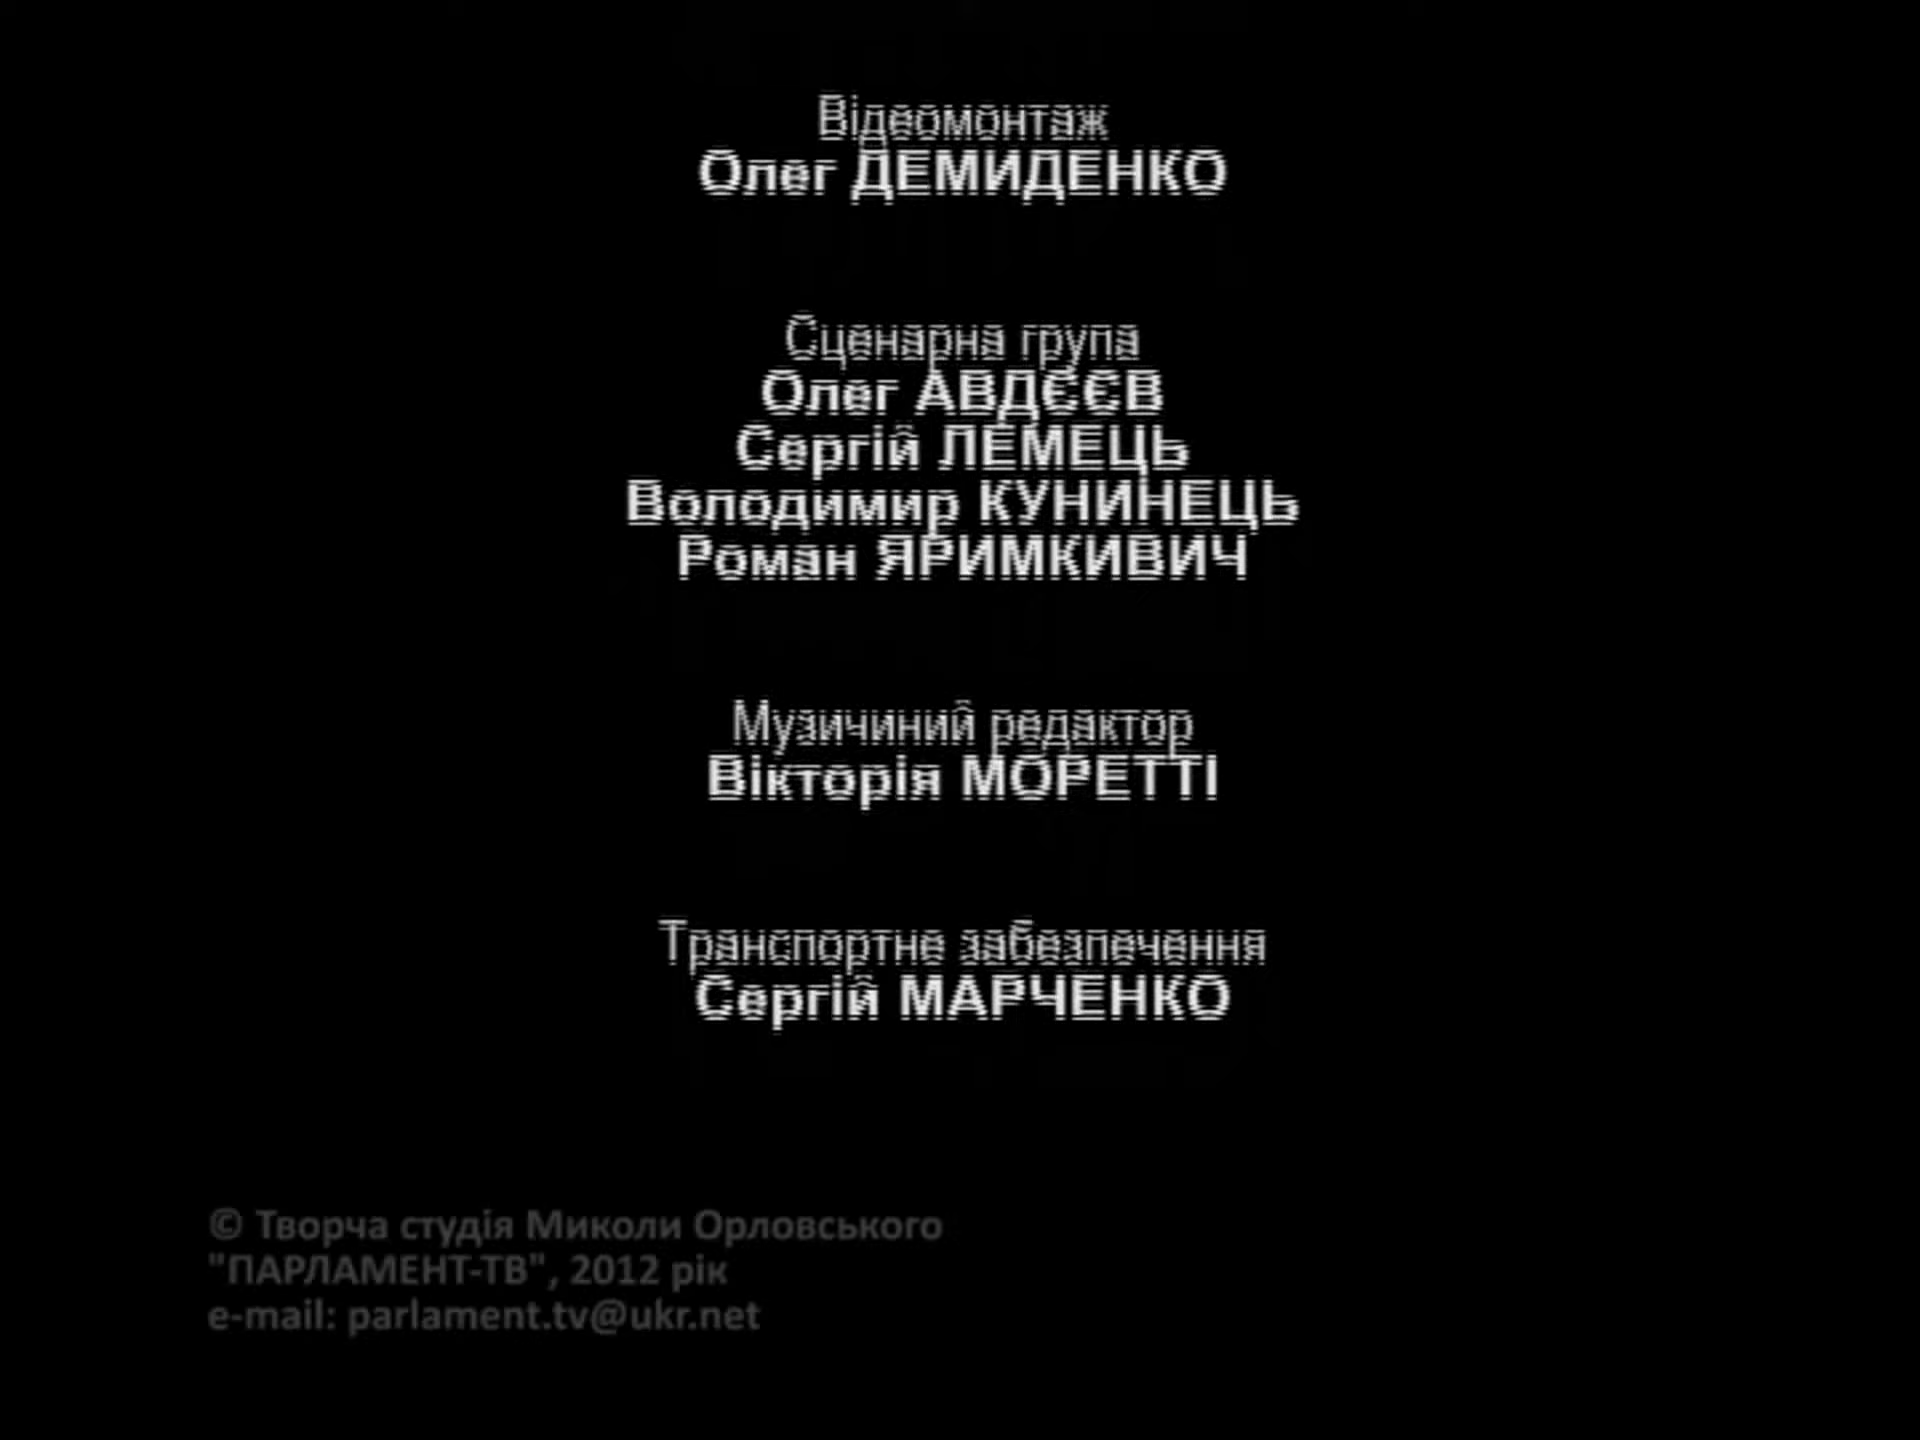 Відеомонтаж
Олег ДЕМИДЕНКО
Сценарна група
Олег АВДЄЄВ
Сергій ЛЕМЕЦЬ
Володимир КУНИНЕЦЬ
Роман ЯРИМКИВИЧ
Музичиний редактор
Вікторія МОРЕТТІ
Транспортне забезпечення
Сергій МАРЧЕНКО
© Творча студія Миколи Орловського
"ПАРЛАМЕНТ-ТВ", 2012 рік
e-mail: parlament.tv@ukr.net